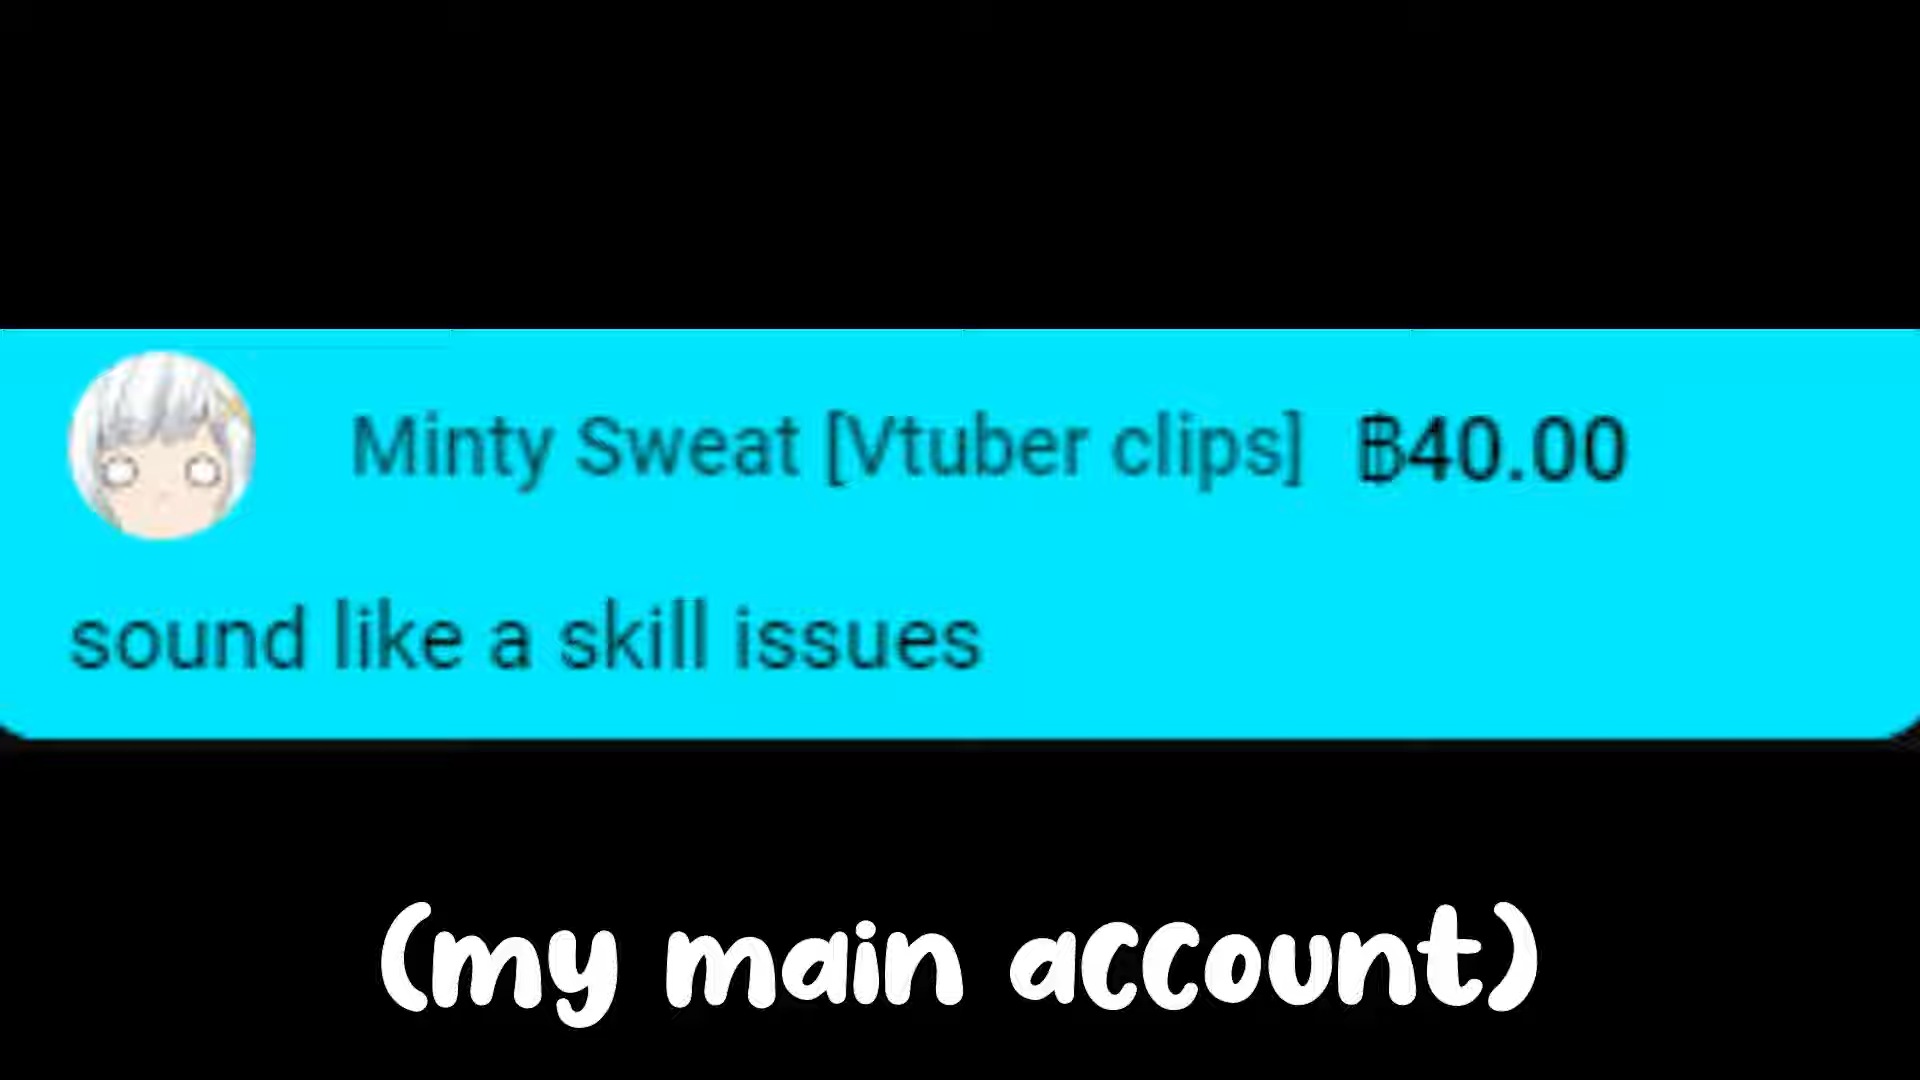 Minty Sweat [Vtuber clips] ฿40.00
sound like a skill issues
(my main account)